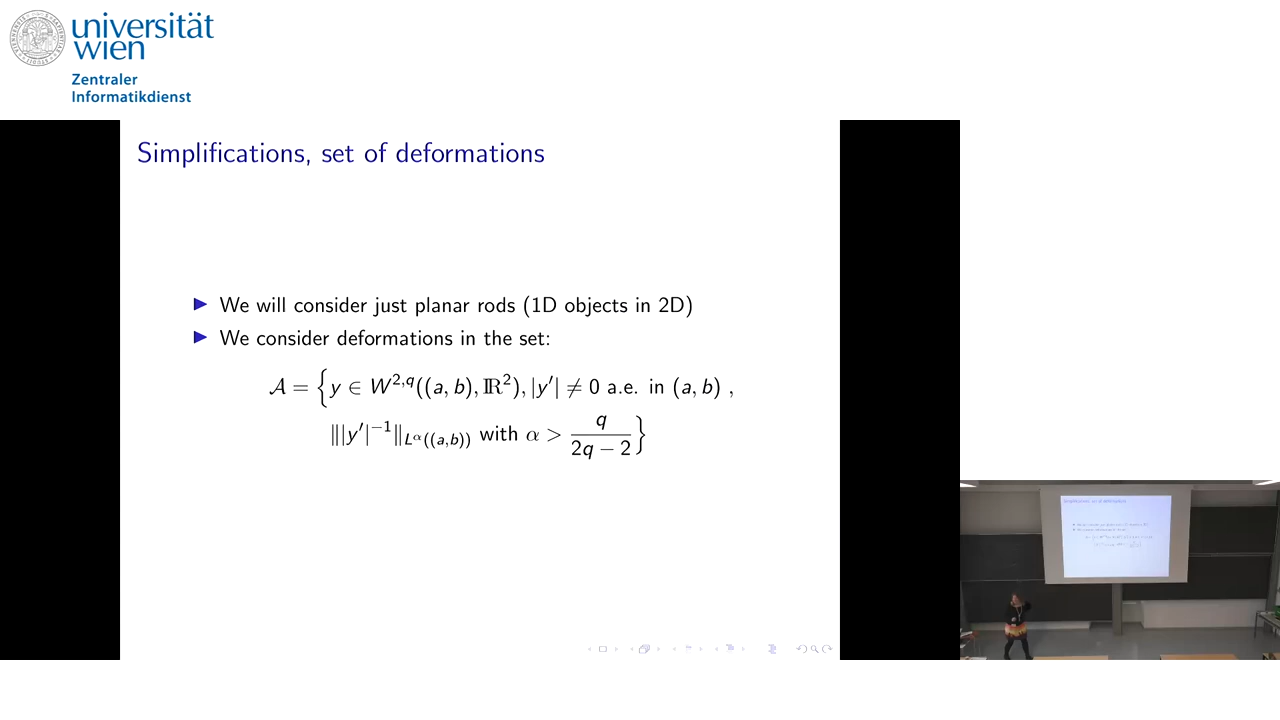 universität
wien
Zentraler
Informatikdienst
Simplifications, set of deformations
▶ We will consider just planar rods (1D objects in 2D)
▶ We consider deformations in the set:
𝒜 = { y ∈ W^{2,q}((a, b), ℝ²), |y′| ≠ 0 a.e. in (a, b) ,
‖|y′|⁻¹‖_{L^α((a,b))} with α > q/(2q − 2) }